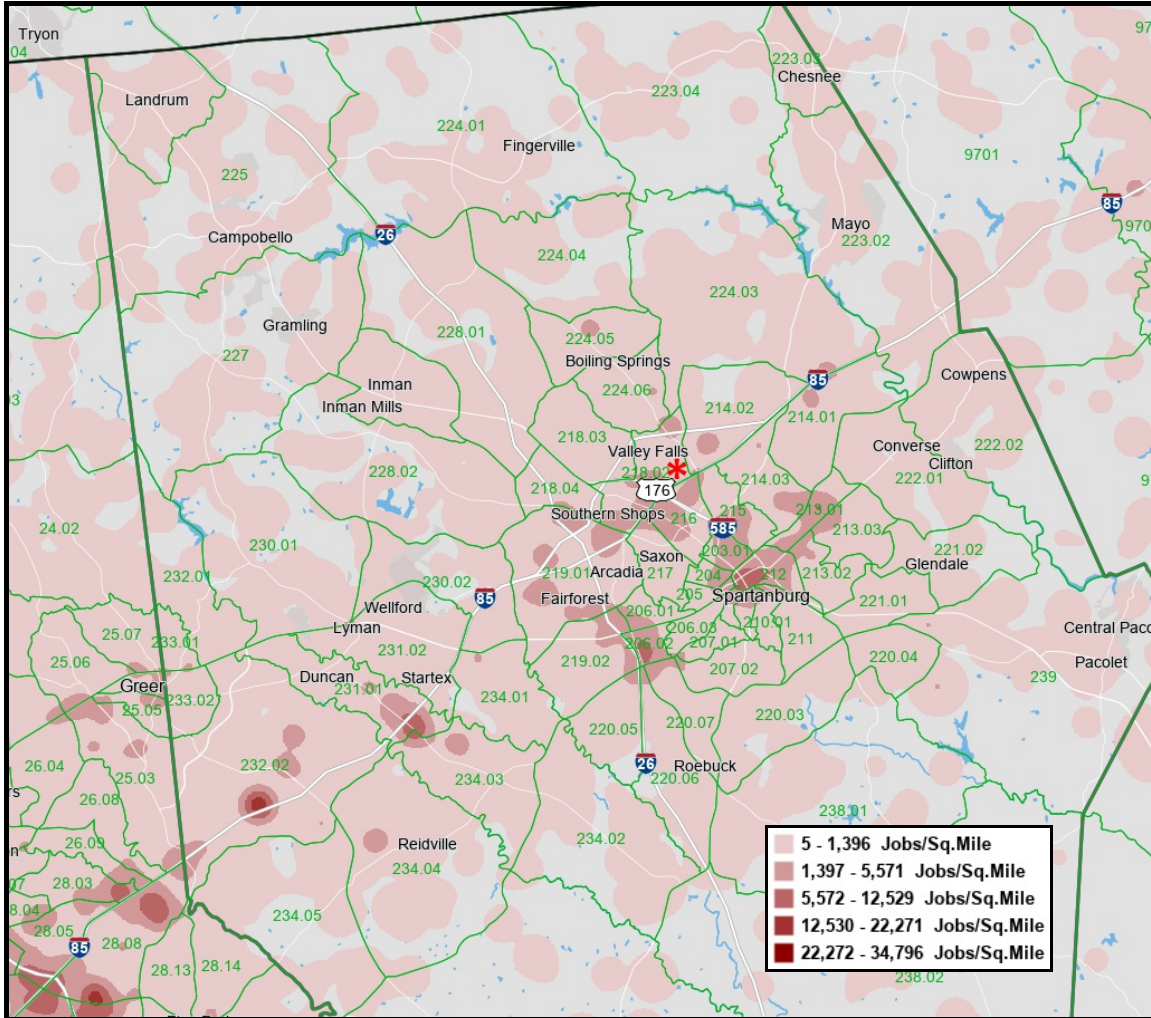 Tryon
04
223.03
Chesnee
97
Landrum
223.04
224.01
Fingerville
9701
225
85
Mayo
970
Campobello
26
223.02
224.04
224.03
Gramling
228.01
224.05
227
Boiling Springs
85
Cowpens
Inman
224.06
03
Inman Mills
214.02
214.01
218.03
Converse
222.02
Valley Falls
Clifton
228.02
218.02
214.03
222.01
97
218.04
176
Southern Shops
216
215
213.01
24.02
585
213.03
230.01
203.01
221.02
Saxon
Glendale
232.01
230.02
219.01
Arcadia
217
204
212
213.02
85
Fairforest
205
Spartanburg
221.01
Wellford
206.01
210.01
Central Paco
Lyman
206.03
25.07
233.01
231.02
206.02
207.01
211
25.06
219.02
207.02
220.04
Pacolet
Duncan
Startex
239
Greer
231.01
233.02
234.01
25.05
220.05
220.07
220.03
26.04
25.03
232.02
26
Roebuck
234.03
220.06
rs
26.08
238.01
26.09
Reidville
234.02
n
5 - 1,396 Jobs/Sq.Mile
234.04
1,397 - 5,571 Jobs/Sq.Mile
07
28.03
5,572 - 12,529 Jobs/Sq.Mile
8.04
234.05
12,530 - 22,271 Jobs/Sq.Mile
28.05
85
28.08
22,272 - 34,796 Jobs/Sq.Mile
28.13
28.14
238.02